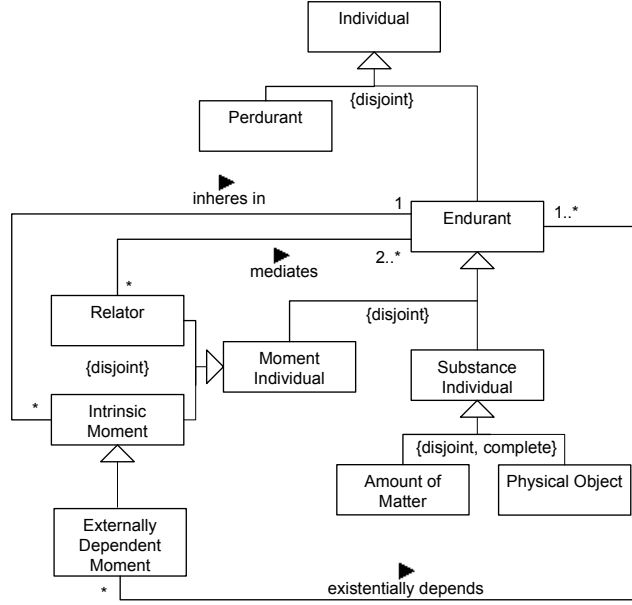 Individual
{disjoint}
Perdurant
inheres in
1
Endurant
1..*
mediates
2..*
*
Relator
{disjoint}
Moment
Individual
{disjoint}
Substance
Individual
*
Intrinsic
Moment
{disjoint, complete}
Amount of
Matter
Physical Object
Externally
Dependent
Moment
*
existentially depends